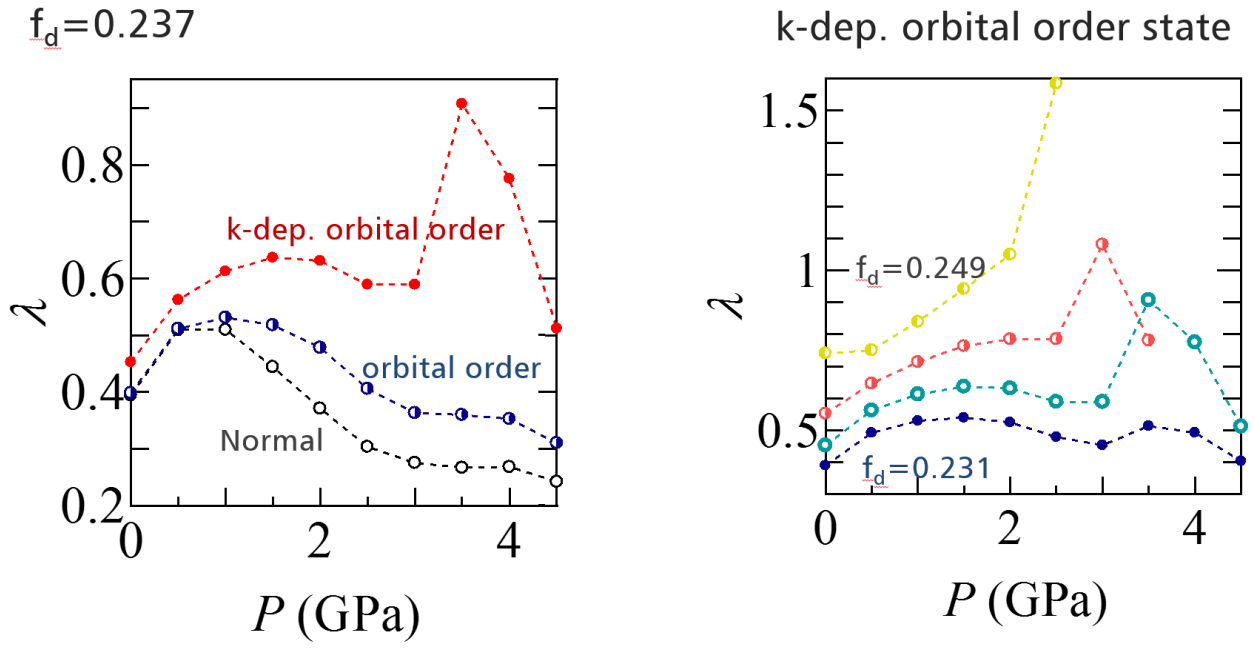 f_d=0.237
k-dep. orbital order state
0.8
0.6
0.4
0.2
λ
k-dep. orbital order
orbital order
Normal
0
2
4
P (GPa)
1.5
1
0.5
λ
f_d=0.249
f_d=0.231
0
2
4
P (GPa)